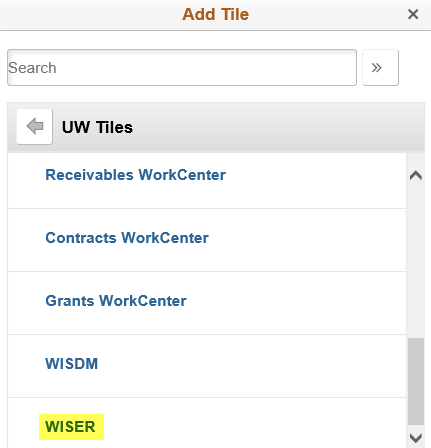 Add Tile
Search
UW Tiles
Receivables WorkCenter
Contracts WorkCenter
Grants WorkCenter
WISDM
WISER